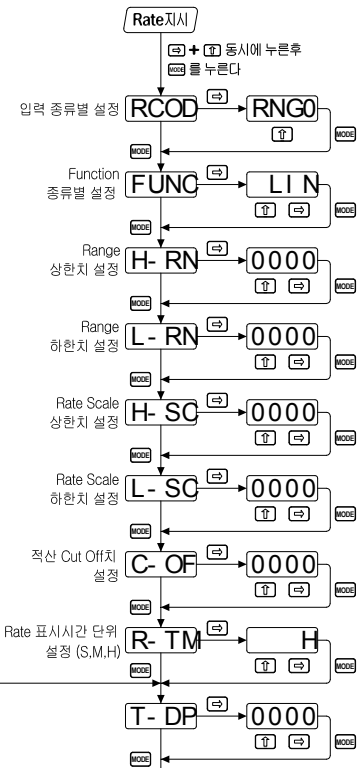 Rate지시
⇨ + ⇧ 동시에 누른후
MODE 를 누른다
입력 종류별 설정 RCOD ⇨ RNG0
⇧ MODE
MODE
Function
종류별 설정 FUNC ⇨ LIN
⇧ ⇨ MODE
MODE
Range
상한치 설정 H-RN ⇨ 0000
⇧ ⇨ MODE
MODE
Range
하한치 설정 L-RN ⇨ 0000
⇧ ⇨ MODE
MODE
Rate Scale
상한치 설정 H-SC ⇨ 0000
⇧ ⇨ MODE
MODE
Rate Scale
하한치 설정 L-SC ⇨ 0000
⇧ ⇨ MODE
MODE
적산 Cut Off치
설정 C-OF ⇨ 0000
⇧ ⇨ MODE
MODE
Rate 표시시간 단위
설정 (S,M,H) R-TM ⇨ H
⇧ ⇨ MODE
MODE
T-DP ⇨ 0000
⇧ ⇨ MODE
MODE